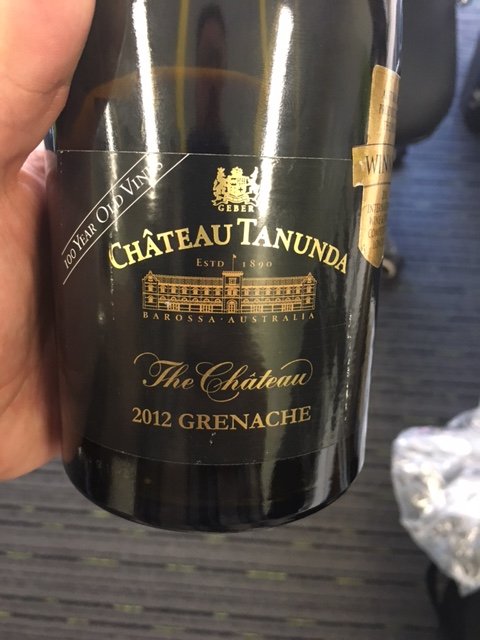 100 YEAR OLD VINES
GEBER
CHÂTEAU TANUNDA
ESTD 1890
BAROSSA · AUSTRALIA
The Château
2012 GRENACHE
WIN